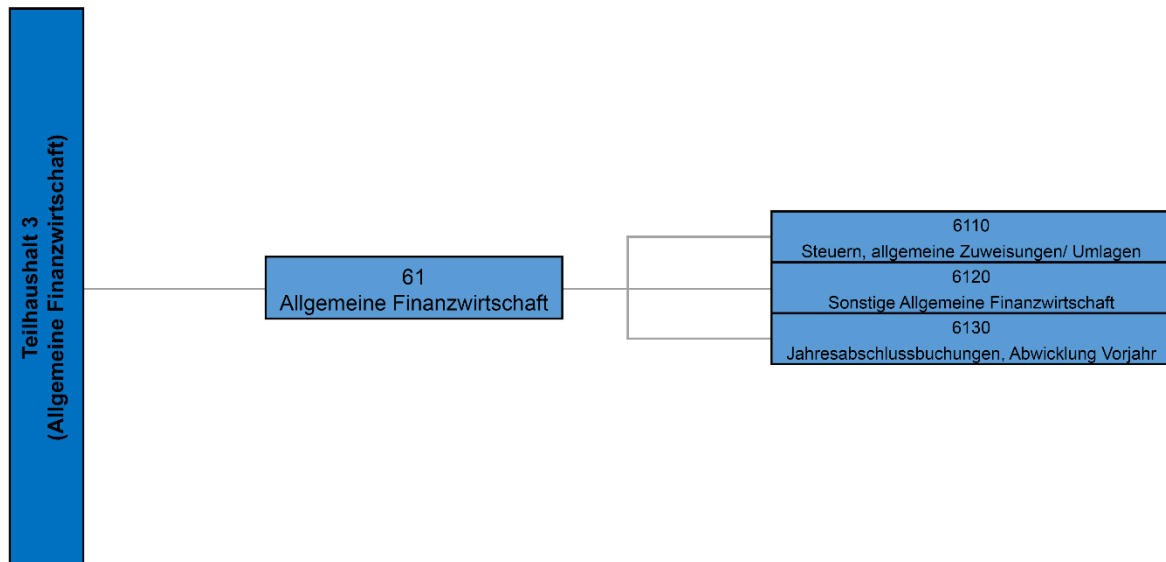 Teilhaushalt 3
(Allgemeine Finanzwirtschaft)
61
Allgemeine Finanzwirtschaft
6110
Steuern, allgemeine Zuweisungen/ Umlagen
6120
Sonstige Allgemeine Finanzwirtschaft
6130
Jahresabschlussbuchungen, Abwicklung Vorjahr